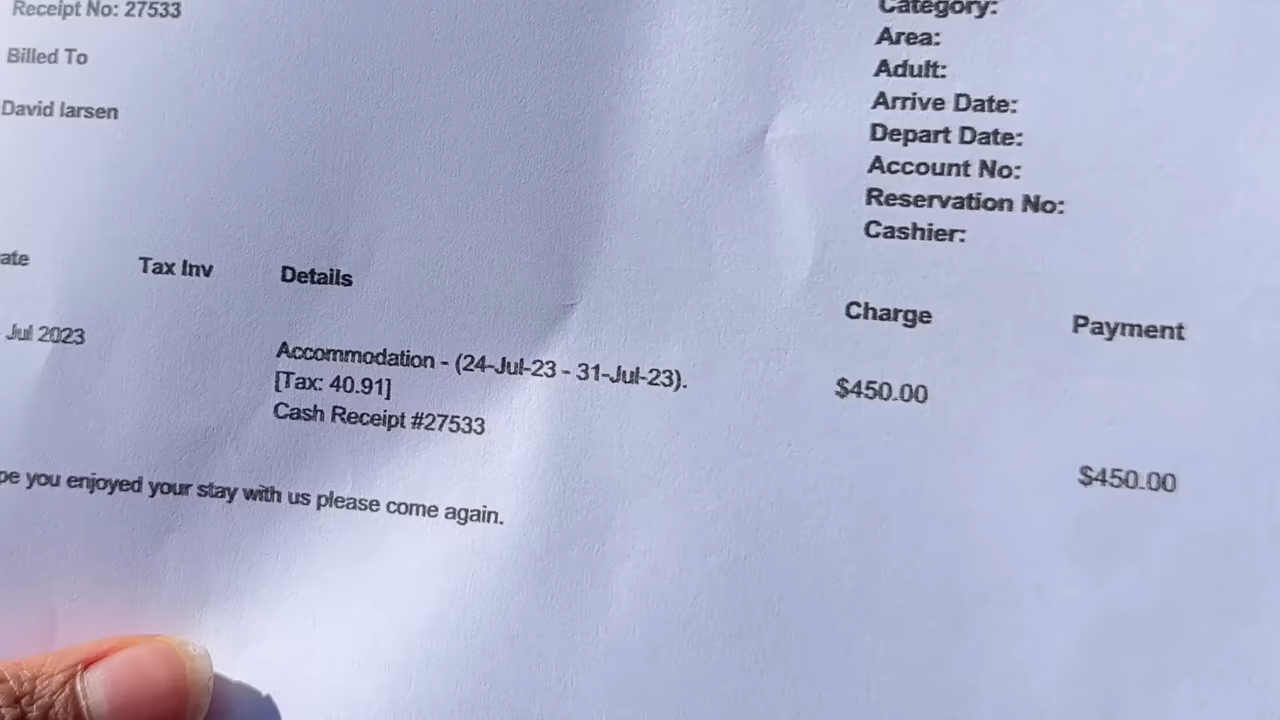 Receipt No: 27533
Billed To
David larsen
Category:
Area:
Adult:
Arrive Date:
Depart Date:
Account No:
Reservation No:
Cashier:
ate Tax Inv Details Charge Payment
Jul 2023
Accommodation - (24-Jul-23 - 31-Jul-23). $450.00
[Tax: 40.91]
Cash Receipt #27533 $450.00
pe you enjoyed your stay with us please come again.